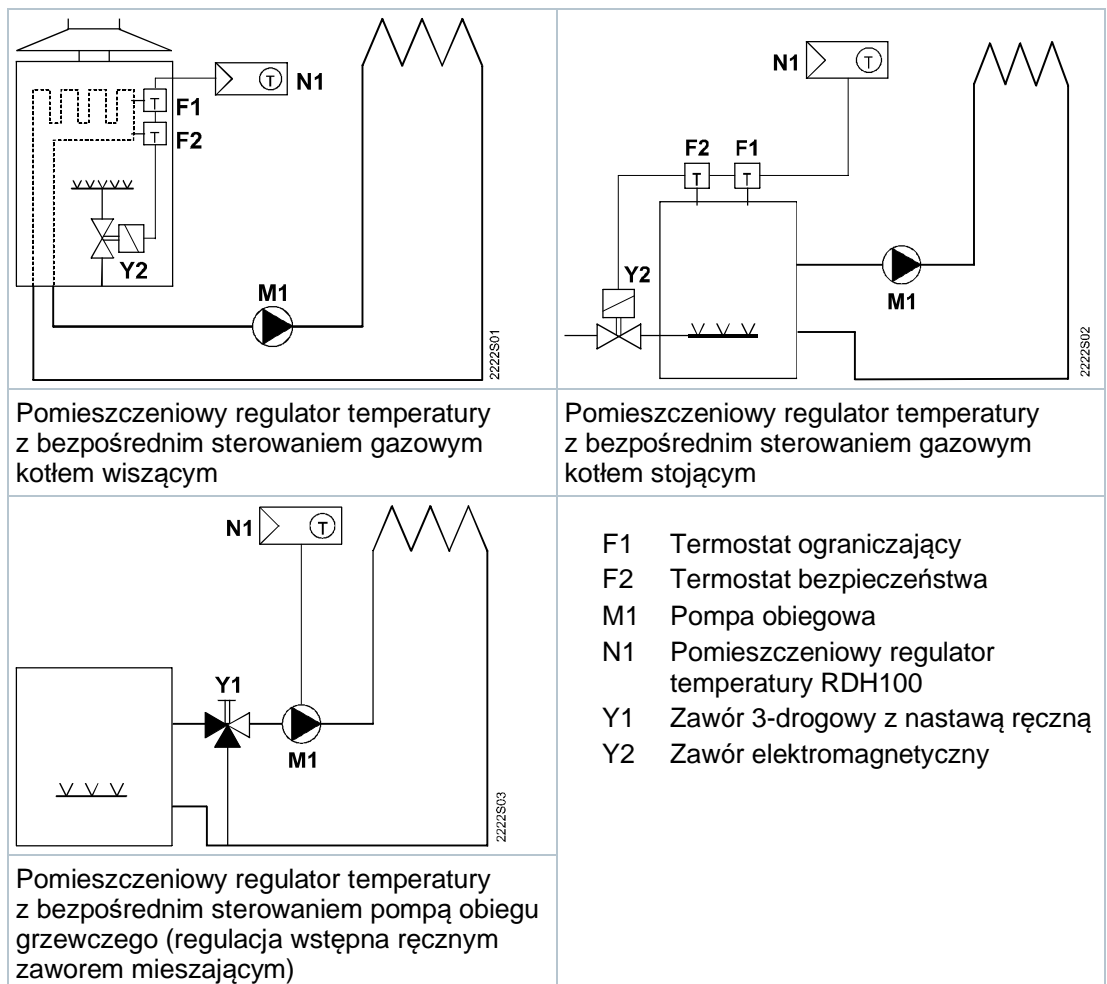 N1
T
T
F1
T
F2
Y2
M1
2222S01
N1
T
F2
F1
T
T
Y2
M1
2222S02
Pomieszczeniowy regulator temperatury
z bezpośrednim sterowaniem gazowym
kotłem wiszącym
Pomieszczeniowy regulator temperatury
z bezpośrednim sterowaniem gazowym
kotłem stojącym
N1
T
Y1
M1
2222S03
F1 Termostat ograniczający
F2 Termostat bezpieczeństwa
M1 Pompa obiegowa
N1 Pomieszczeniowy regulator
temperatury RDH100
Y1 Zawór 3-drogowy z nastawą ręczną
Y2 Zawór elektromagnetyczny
Pomieszczeniowy regulator temperatury
z bezpośrednim sterowaniem pompą obiegu
grzewczego (regulacja wstępna ręcznym
zaworem mieszającym)